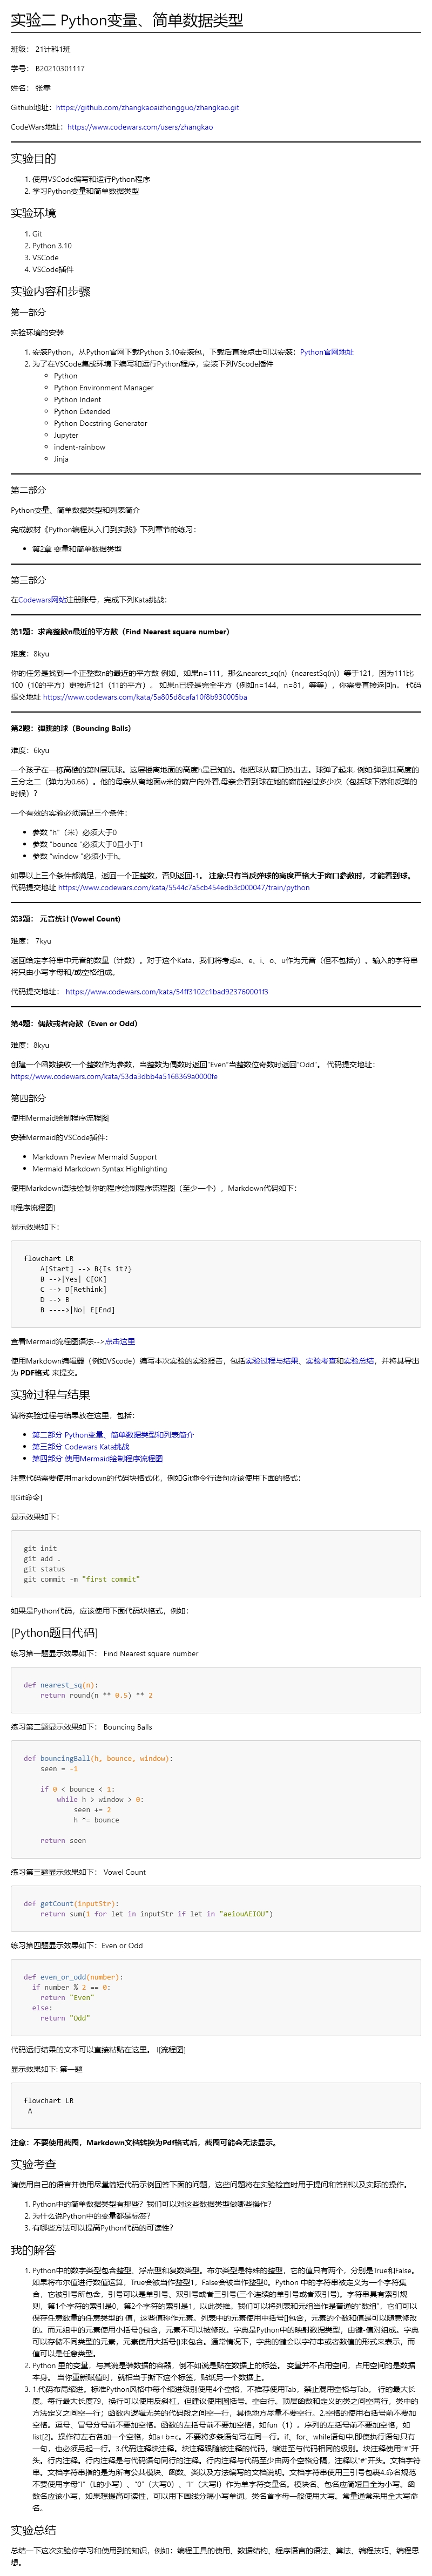 实验二 Python变量、简单数据类型
班级： 21计科1班
学号： B20210301117
姓名： 张靠
Github地址：https://github.com/zhangkaoaizhongguo/zhangkao.git
CodeWars地址：https://www.codewars.com/users/zhangkao
实验目的
1. 使用VSCode编写和运行Python程序
2. 学习Python变量和简单数据类型
实验环境
1. Git
2. Python 3.10
3. VSCode
4. VSCode插件
实验内容和步骤
第一部分
实验环境的安装
1. 安装Python，从Python官网下载Python 3.10安装包，下载后直接点击可以安装：Python官网地址
2. 为了在VSCode集成环境下编写和运行Python程序，安装下列VScode插件
Python
Python Environment Manager
Python Indent
Python Extended
Python Docstring Generator
Jupyter
indent-rainbow
Jinja
第二部分
Python变量、简单数据类型和列表简介
完成教材《Python编程从入门到实践》下列章节的练习：
第2章 变量和简单数据类型
第三部分
在Codewars网站注册账号，完成下列Kata挑战：
第1题：求离整数n最近的平方数（Find Nearest square number）
难度：8kyu
你的任务是找到一个正整数n的最近的平方数 例如，如果n=111，那么nearest_sq(n)（nearestSq(n)）等于121，因为111比
100（10的平方）更接近121（11的平方）。 如果n已经是完全平方（例如n=144，n=81，等等），你需要直接返回n。 代码
提交地址 https://www.codewars.com/kata/5a805d8cafa10f8b930005ba
第2题：弹跳的球（Bouncing Balls）
难度：6kyu
一个孩子在一栋高楼的第N层玩球。这层楼离地面的高度h是已知的。他把球从窗口扔出去。球弹了起来, 例如:弹到其高度的
三分之二（弹力为0.66）。他的母亲从离地面w米的窗户向外看,母亲会看到球在她的窗前经过多少次（包括球下落和反弹的
时候）？
一个有效的实验必须满足三个条件：
参数 "h"（米）必须大于0
参数 "bounce "必须大于0且小于1
参数 "window "必须小于h。
如果以上三个条件都满足，返回一个正整数，否则返回-1。 注意:只有当反弹球的高度严格大于窗口参数时，才能看到球。
代码提交地址 https://www.codewars.com/kata/5544c7a5cb454edb3c000047/train/python
第3题： 元音统计(Vowel Count)
难度： 7kyu
返回给定字符串中元音的数量（计数）。对于这个Kata，我们将考虑a、e、i、o、u作为元音（但不包括y）。输入的字符串
将只由小写字母和/或空格组成。
代码提交地址： https://www.codewars.com/kata/54ff3102c1bad923760001f3
第4题：偶数或者奇数（Even or Odd）
难度：8kyu
创建一个函数接收一个整数作为参数，当整数为偶数时返回"Even"当整数位奇数时返回"Odd"。 代码提交地址：
https://www.codewars.com/kata/53da3dbb4a5168369a0000fe
第四部分
使用Mermaid绘制程序流程图
安装Mermaid的VSCode插件：
Markdown Preview Mermaid Support
Mermaid Markdown Syntax Highlighting
使用Markdown语法绘制你的程序绘制程序流程图（至少一个），Markdown代码如下：
![程序流程图]
显示效果如下：
flowchart LR
A[Start] --> B{Is it?}
B -->|Yes| C[OK]
C --> D[Rethink]
D --> B
B ---->|No| E[End]
查看Mermaid流程图语法-->点击这里
使用Markdown编辑器（例如VScode）编写本次实验的实验报告，包括实验过程与结果、实验考查和实验总结，并将其导出
为 PDF格式 来提交。
实验过程与结果
请将实验过程与结果放在这里，包括：
第二部分 Python变量、简单数据类型和列表简介
第三部分 Codewars Kata挑战
第四部分 使用Mermaid绘制程序流程图
注意代码需要使用markdown的代码块格式化，例如Git命令行语句应该使用下面的格式：
![Git命令]
显示效果如下：
git init
git add .
git status
git commit -m "first commit"
如果是Python代码，应该使用下面代码块格式，例如：
[Python题目代码]
练习第一题显示效果如下： Find Nearest square number
def nearest_sq(n):
return round(n ** 0.5) ** 2
练习第二题显示效果如下： Bouncing Balls
def bouncingBall(h, bounce, window):
seen = -1
if 0 < bounce < 1:
while h > window > 0:
seen += 2
h *= bounce
return seen
练习第三题显示效果如下： Vowel Count
def getCount(inputStr):
return sum(1 for let in inputStr if let in "aeiouAEIOU")
练习第四题显示效果如下：Even or Odd
def even_or_odd(number):
if number % 2 == 0:
return "Even"
else:
return "Odd"
代码运行结果的文本可以直接粘贴在这里。 ![流程图]
显示效果如下: 第一题
flowchart LR
A
注意：不要使用截图，Markdown文档转换为Pdf格式后，截图可能会无法显示。
实验考查
请使用自己的语言并使用尽量简短代码示例回答下面的问题，这些问题将在实验检查时用于提问和答辩以及实际的操作。
1. Python中的简单数据类型有那些？我们可以对这些数据类型做哪些操作？
2. 为什么说Python中的变量都是标签？
3. 有哪些方法可以提高Python代码的可读性？
我的解答
1. Python中的数字类型包含整型、浮点型和复数类型。布尔类型是特殊的整型，它的值只有两个，分别是True和False。
如果将布尔值进行数值运算，True会被当作整型1，False会被当作整型0。Python 中的字符串被定义为一个字符集
合，它被引号所包含，引号可以是单引号、双引号或者三引号(三个连续的单引号或者双引号)。字符串具有索引规
则，第1个字符的索引是0，第2个字符的索引是1，以此类推。我们可以将列表和元组当作是普通的"数组"，它们可以
保存任意数量的任意类型的 值，这些值称作元素。列表中的元素使用中括号[]包含，元素的个数和值是可以随意修改
的。而元组中的元素使用小括号()包含，元素不可以被修改。字典是Python中的映射数据类型，由键-值对组成。字典
可以存储不同类型的元素，元素使用大括号{}来包含。通常情况下，字典的键会以字符串或者数值的形式来表示，而
值可以是任意类型。
2. Python 里的变量，与其说是装数据的容器，倒不如说是贴在数据上的标签。 变量并不占用空间，占用空间的是数据
本身。 当你重新赋值时，就相当于撕下这个标签，贴纸另一个数据上。
3. 1.代码布局缩进。标准Python风格中每个缩进级别使用4个空格，不推荐使用Tab，禁止混用空格与Tab。 行的最大长
度。每行最大长度79，换行可以使用反斜杠，但建议使用圆括号。空白行。顶层函数和定义的类之间空两行，类中的
方法定义之间空一行；函数内逻辑无关的代码段之间空一行，其他地方尽量不要空行。2.空格的使用右括号前不要加
空格。逗号、冒号分号前不要加空格。函数的左括号前不要加空格，如fun（1）。序列的左括号前不要加空格，如
list[2]。操作符左右各加一个空格，如a+b=c。不要将多条语句写在同一行。if、for、while语句中,即使执行语句只有
一句，也必须另起一行。3.代码注释块注释。块注释跟随被注释的代码，缩进至与代码相同的级别。块注释使用"#"开
头。行内注释。行内注释是与代码语句同行的注释。行内注释与代码至少由两个空格分隔，注释以"#"开头。文档字符
串。文档字符串指的是为所有公共模块、函数、类以及方法编写的文档说明。文档字符串使用三引号包裹4.命名规范
不要使用字母"l"（L的小写）、"0"（大写O）、"I"（大写I）作为单字符变量名。模块名、包名应简短且全为小写。函
数名应该小写，如果想提高可读性，可以用下画线分隔小写单词。类名首字母一般使用大写。常量通常采用全大写命
名。
实验总结
总结一下这次实验你学习和使用到的知识，例如：编程工具的使用、数据结构、程序语言的语法、算法、编程技巧、编程思
想。